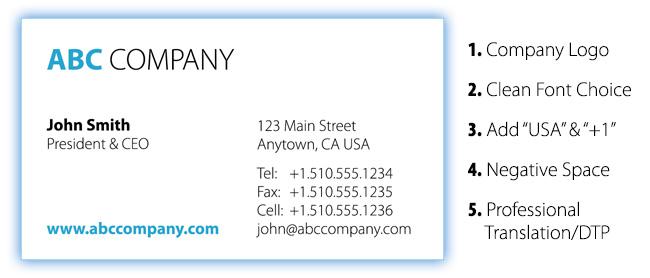 ABC COMPANY
John Smith
President & CEO
www.abccompany.com
123 Main Street
Anytown, CA USA
Tel: +1.510.555.1234
Fax: +1.510.555.1235
Cell: +1.510.555.1236
john@abccompany.com
1. Company Logo
2. Clean Font Choice
3. Add “USA” & “+1”
4. Negative Space
5. Professional
Translation/DTP